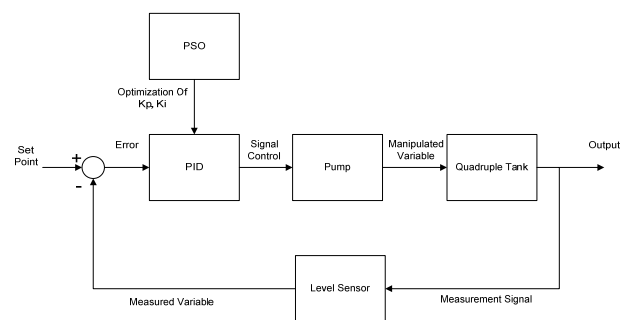 PSO
Optimization Of
Kp, Ki
Set
Point
+
-
Error
PID
Signal
Control
Pump
Manipulated
Variable
Quadruple Tank
Output
Level Sensor
Measured Variable
Measurement Signal